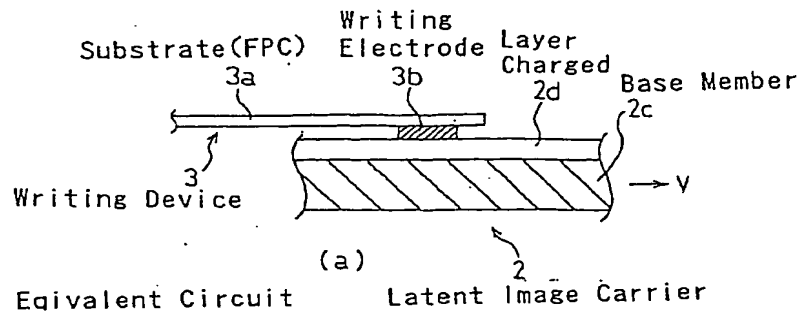 Writing
Substrate(FPC) Electrode Layer
Charged
3a 3b 2d Base Member
2c
3
Writing Device
v
(a) 2
Eqivalent Circuit Latent Image Carrier